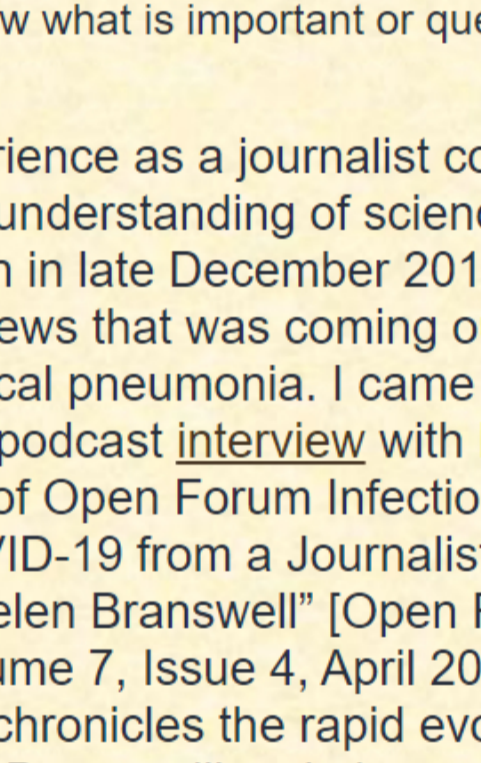 w what is important or que
rience as a journalist co
understanding of scienc
n in late December 201
ews that was coming o
cal pneumonia. I came
podcast interview with
of Open Forum Infectio
VID-19 from a Journalist
elen Branswell” [Open F
ume 7, Issue 4, April 20
chronicles the rapid evo